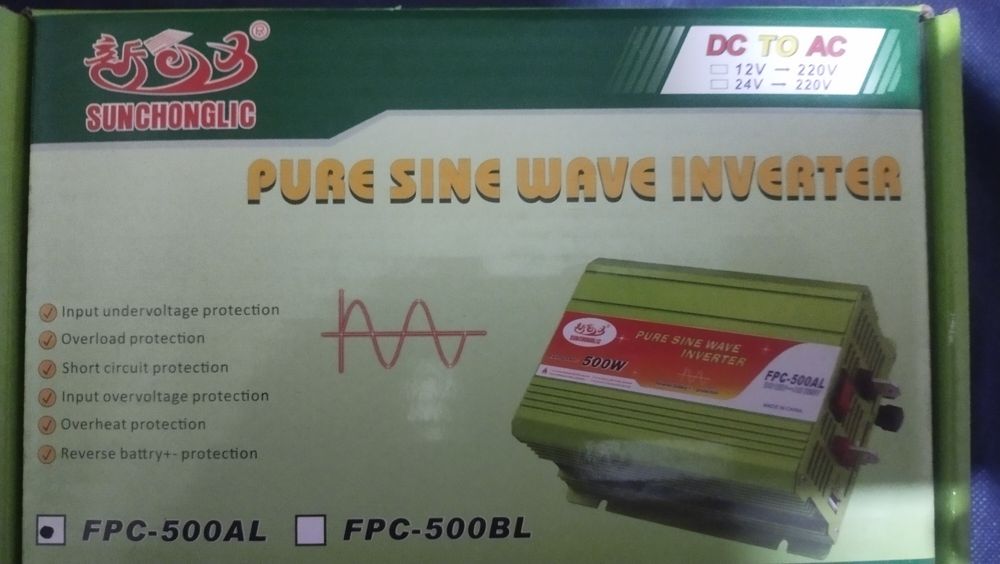 SUNCHONGLIC
DC TO AC
12V → 220V
24V → 220V
PURE SINE WAVE INVERTER
Input undervoltage protection
Overload protection
Short circuit protection
Input overvoltage protection
Overheat protection
Reverse battry+- protection
SUNCHONGLIC
PURE SINE WAVE
INVERTER
500W
FPC-500AL
MADE IN CHINA
FPC-500AL
FPC-500BL